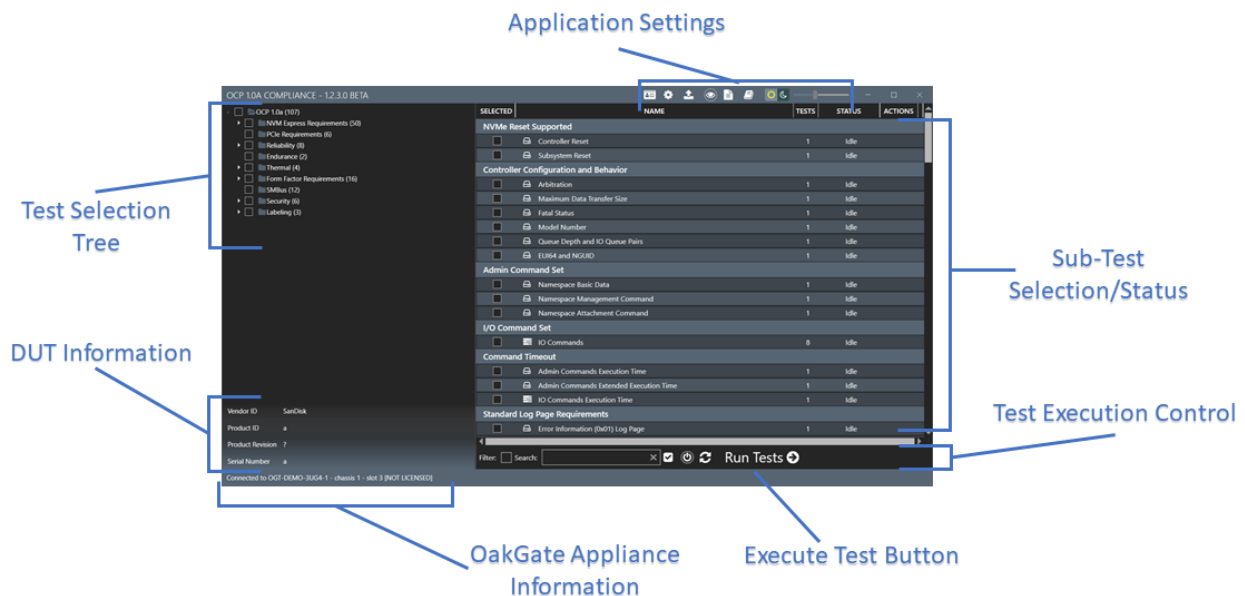 Application Settings
OCP 1.0A COMPLIANCE - 1.2.3.0 BETA
OCP 1.0a (107)
NVM Express Requirements (50)
PCIe Requirements (6)
Reliability (8)
Endurance (2)
Thermal (4)
Form Factor Requirements (16)
SMBus (12)
Security (6)
Labeling (3)
Test Selection
Tree
DUT Information
Vendor ID SanDisk
Product ID a
Product Revision 7
Serial Number a
Connected to OGT-DEMO-3UG4-1 - chassis 1 - slot 3 [NOT LICENSED]
SELECTED NAME TESTS STATUS ACTIONS
NVMe Reset Supported
Controller Reset 1 Idle
Subsystem Reset 1 Idle
Controller Configuration and Behavior
Arbitration 1 Idle
Maximum Data Transfer Size 1 Idle
Fatal Status 1 Idle
Model Number 1 Idle
Queue Depth and IO Queue Pairs 1 Idle
EUI64 and NGUID 1 Idle
Admin Command Set
Namespace Basic Data 1 Idle
Namespace Management Command 1 Idle
Namespace Attachment Command 1 Idle
I/O Command Set
IO Commands 8 Idle
Command Timeout
Admin Commands Execution Time 1 Idle
Admin Commands Extended Execution Time 1 Idle
IO Commands Execution Time 1 Idle
Standard Log Page Requirements
Error Information (0x01) Log Page 1 Idle
Filter: Search: Run Tests
Sub-Test
Selection/Status
Test Execution Control
OakGate Appliance
Information
Execute Test Button